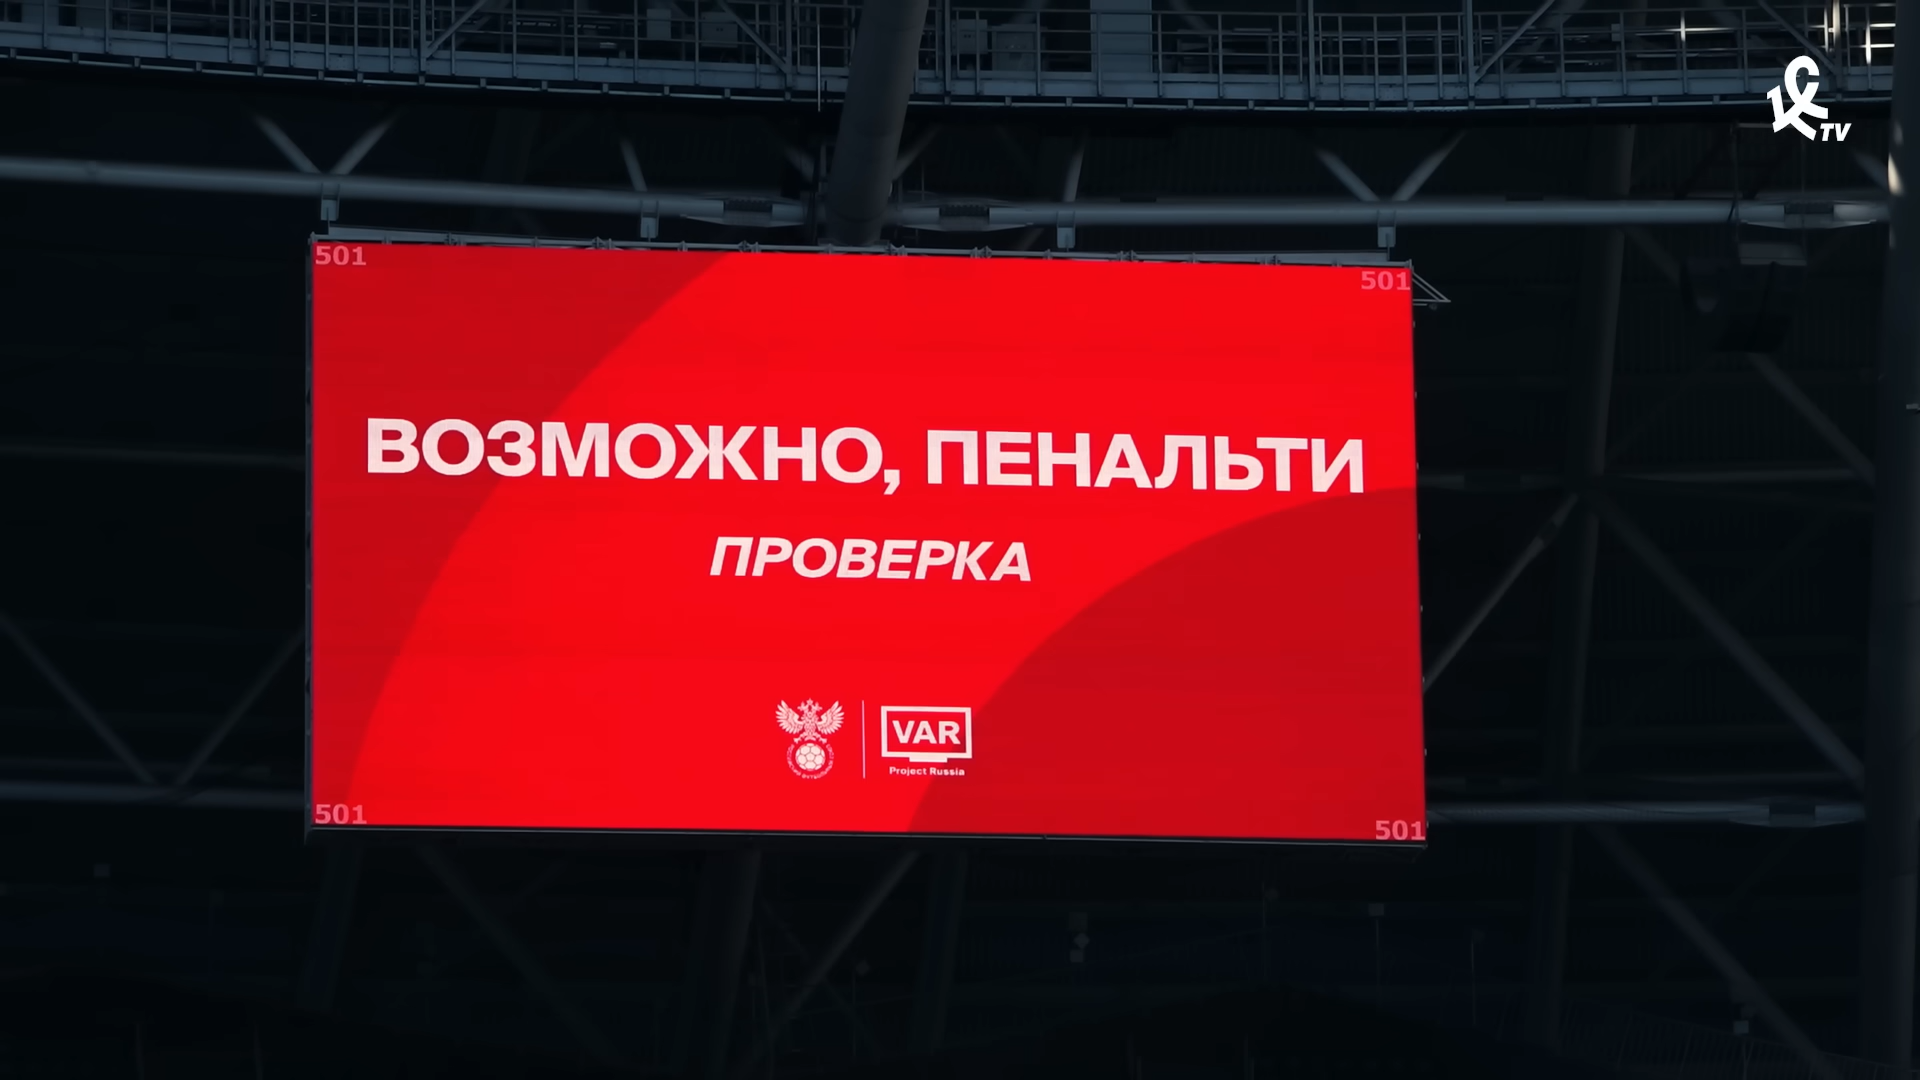 TV
501
501
ВОЗМОЖНО, ПЕНАЛЬТИ
ПРОВЕРКА
VAR
Project Russia
501
501